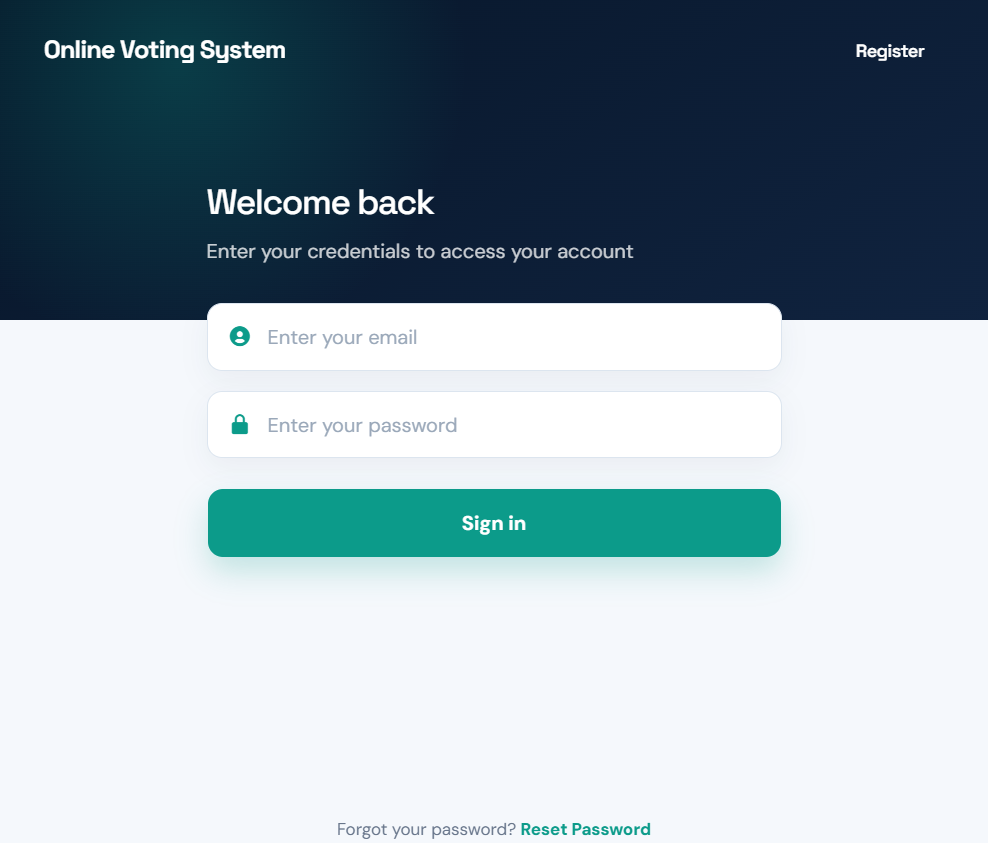 Online Voting System
Register
Welcome back
Enter your credentials to access your account
Enter your email
Enter your password
Sign in
Forgot your password? Reset Password